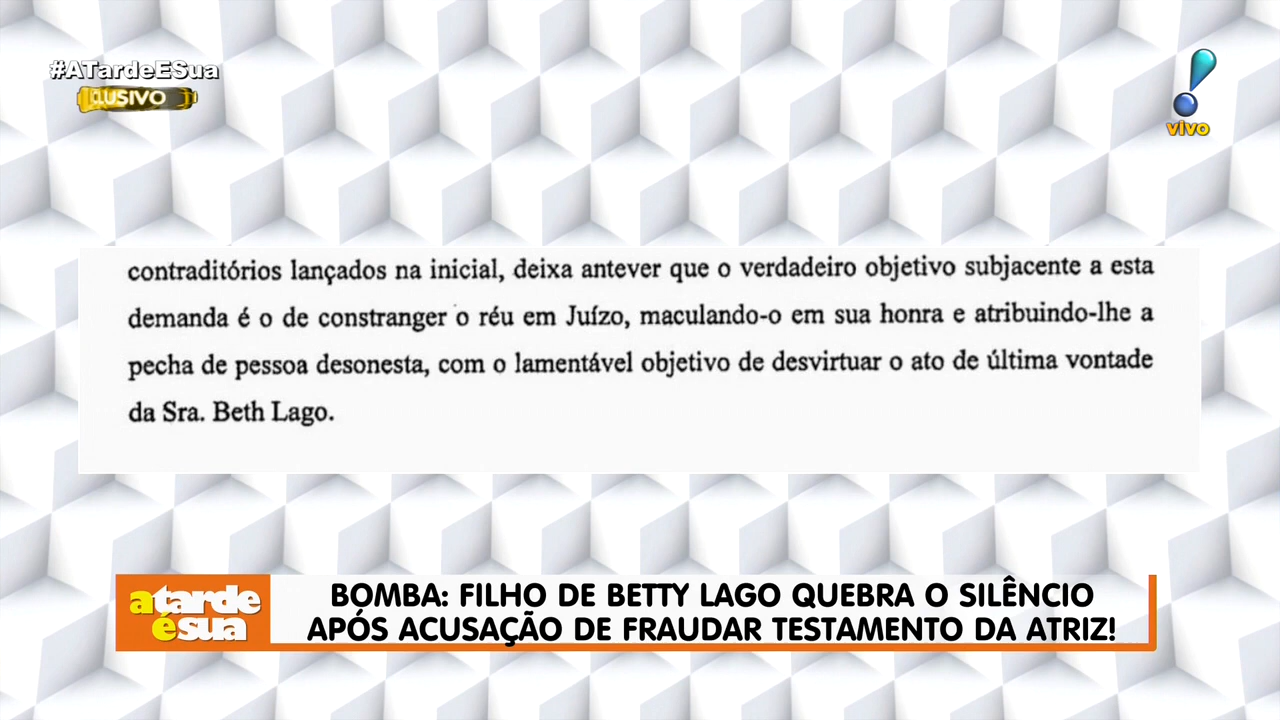 #ATardeESua
LUSIVO
vivo
contraditórios lançados na inicial, deixa antever que o verdadeiro objetivo subjacente a esta
demanda é o de constranger o réu em Juízo, maculando-o em sua honra e atribuindo-lhe a
pecha de pessoa desonesta, com o lamentável objetivo de desvirtuar o ato de última vontade
da Sra. Beth Lago.
a tarde
é sua
BOMBA: FILHO DE BETTY LAGO QUEBRA O SILÊNCIO
APÓS ACUSAÇÃO DE FRAUDAR TESTAMENTO DA ATRIZ!